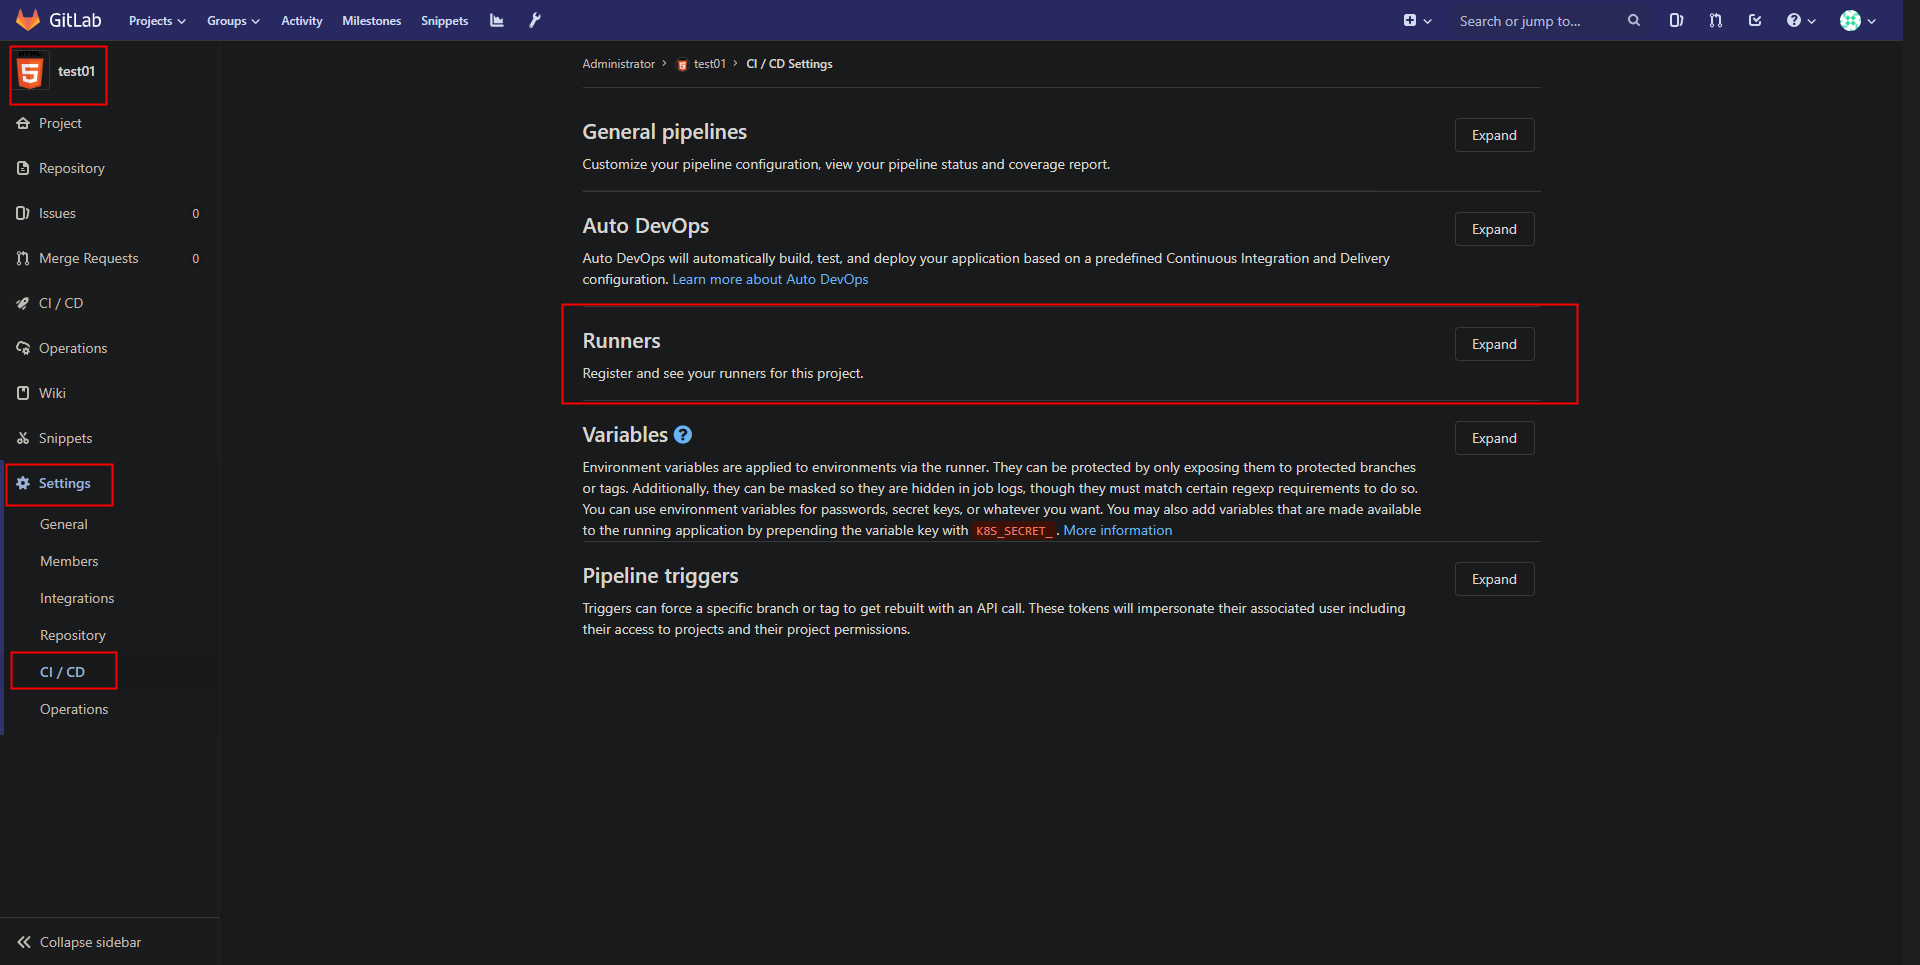 GitLab
Projects
Groups
Activity
Milestones
Snippets
Search or jump to...
HTML
test01
Project
Repository
Issues 0
Merge Requests 0
CI / CD
Operations
Wiki
Snippets
Settings
General
Members
Integrations
Repository
CI / CD
Operations
Collapse sidebar
Administrator > test01 > CI / CD Settings
General pipelines
Expand
Customize your pipeline configuration, view your pipeline status and coverage report.
Auto DevOps
Expand
Auto DevOps will automatically build, test, and deploy your application based on a predefined Continuous Integration and Delivery
configuration. Learn more about Auto DevOps
Runners
Expand
Register and see your runners for this project.
Variables ?
Expand
Environment variables are applied to environments via the runner. They can be protected by only exposing them to protected branches
or tags. Additionally, they can be masked so they are hidden in job logs, though they must match certain regexp requirements to do so.
You can use environment variables for passwords, secret keys, or whatever you want. You may also add variables that are made available
to the running application by prepending the variable key with K8S_SECRET_. More information
Pipeline triggers
Expand
Triggers can force a specific branch or tag to get rebuilt with an API call. These tokens will impersonate their associated user including
their access to projects and their project permissions.